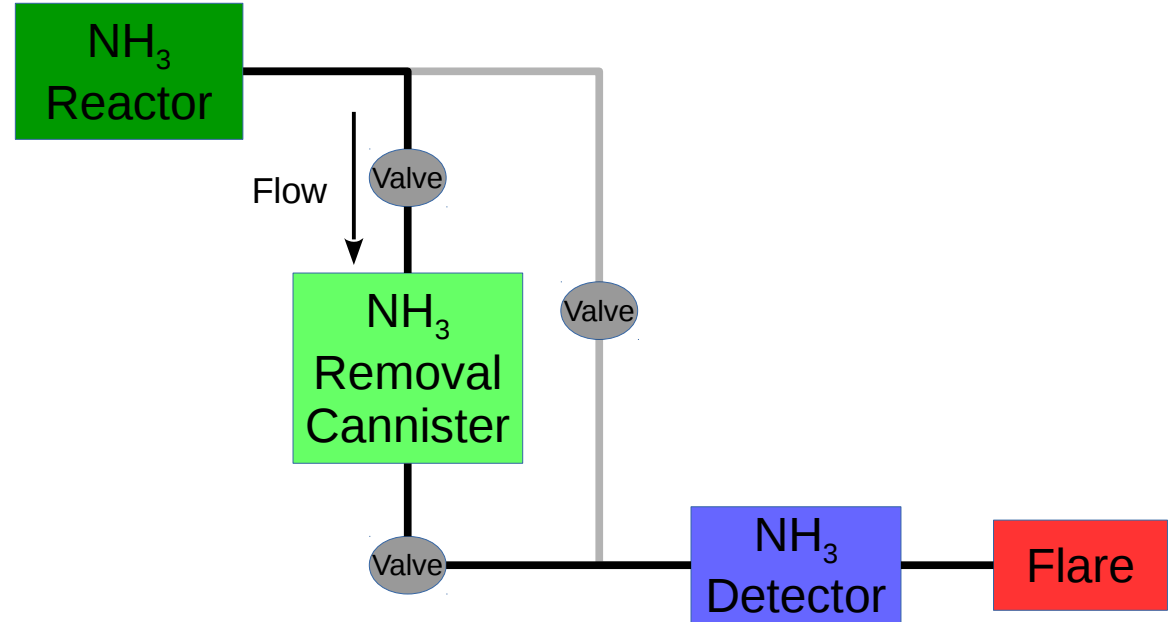 NH3
Reactor
Flow
Valve
NH3
Removal
Cannister
Valve
Valve
NH3
Detector
Flare